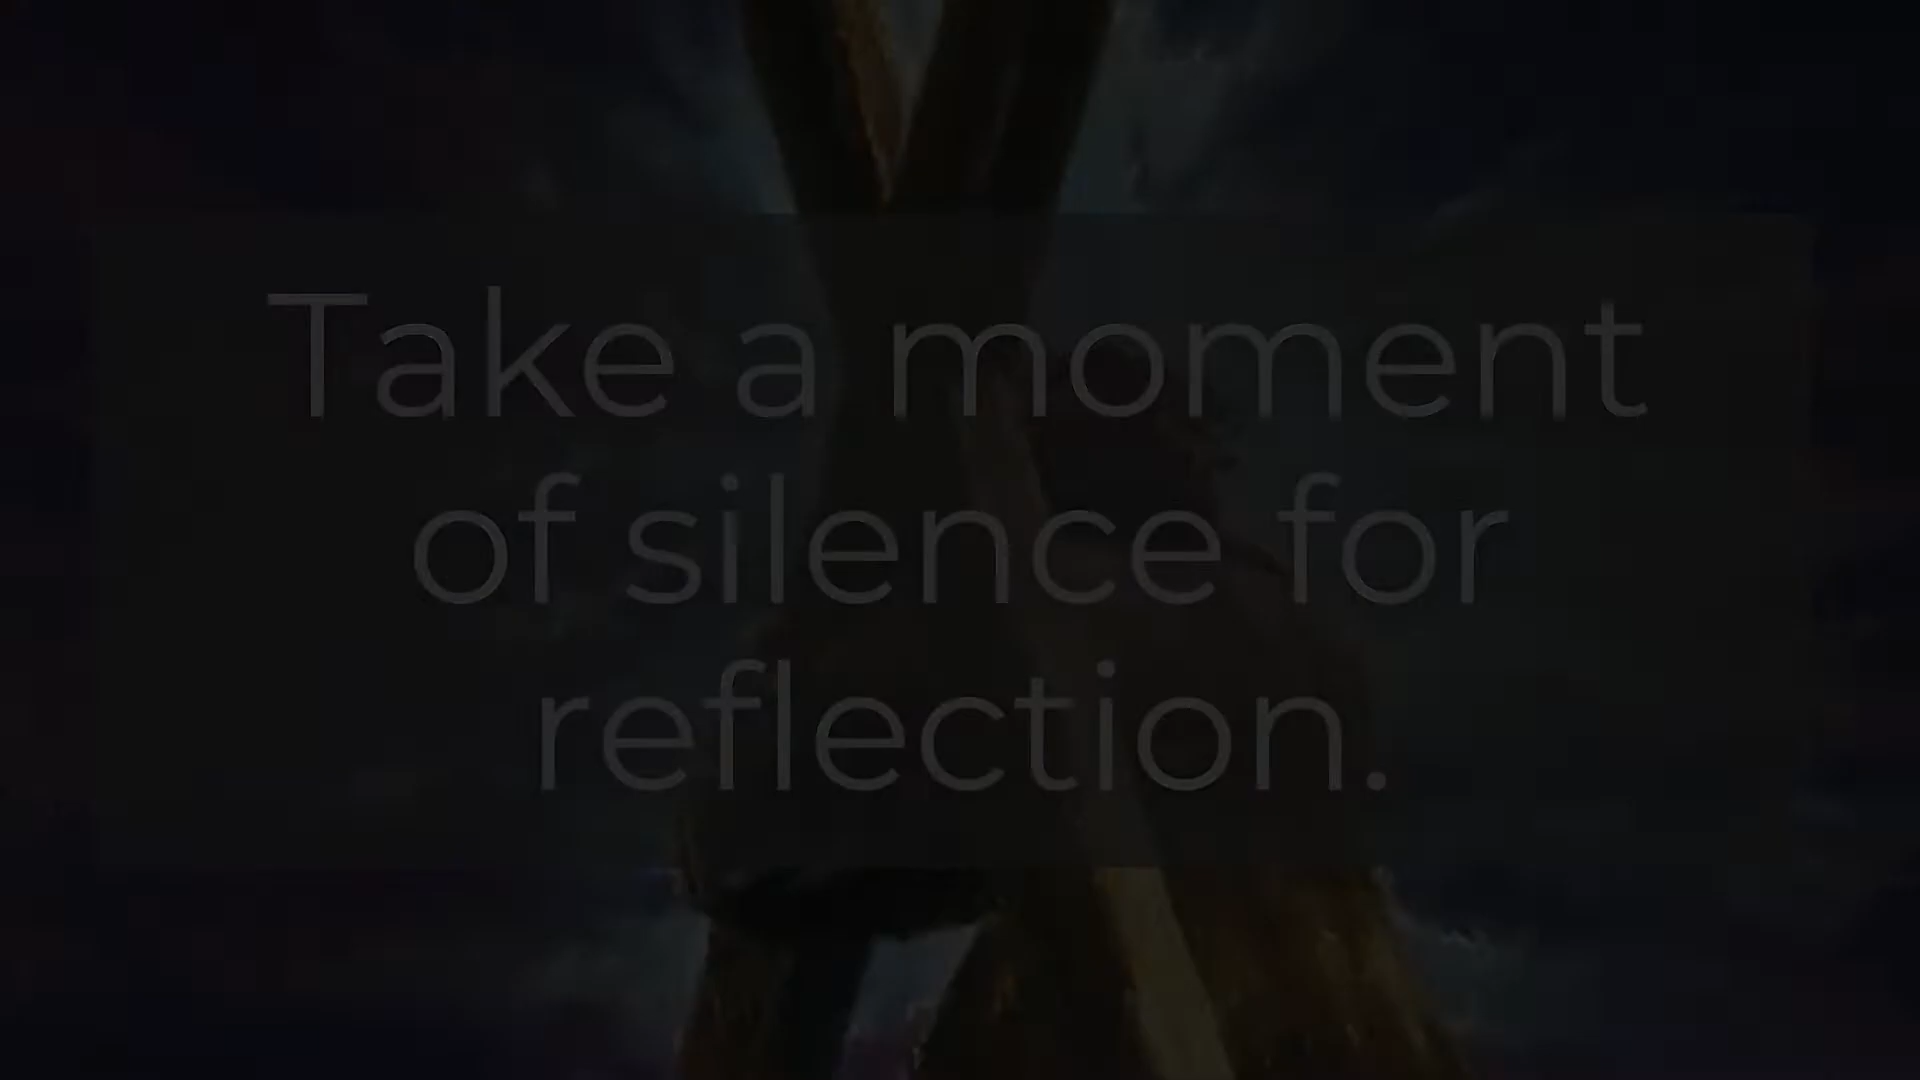 Take a moment
of silence for
reflection.